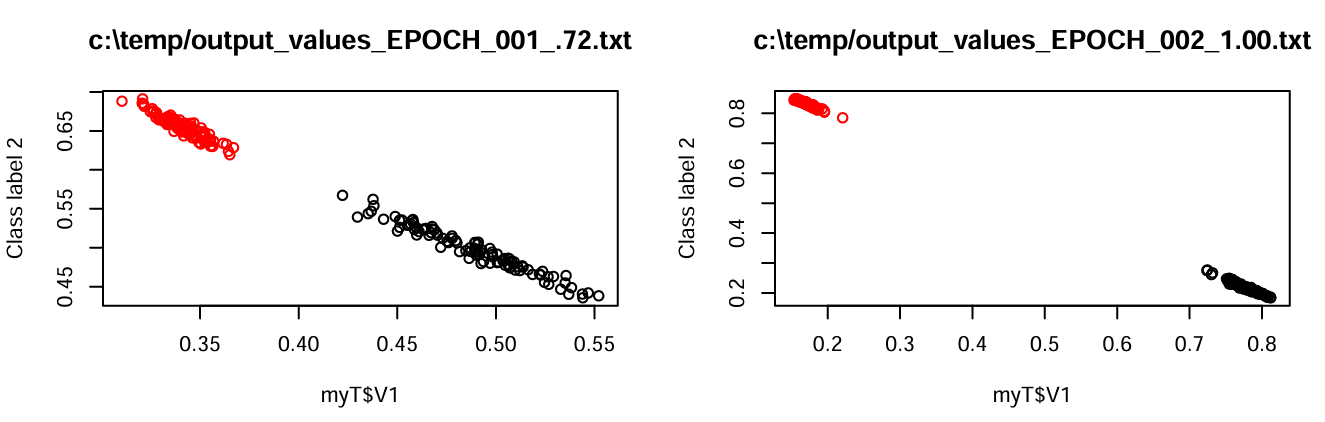 c:\temp/output_values_EPOCH_001_.72.txt
Class label 2
0.65
0.55
0.45
0.35 0.40 0.45 0.50 0.55
myT$V1
c:\temp/output_values_EPOCH_002_1.00.txt
Class label 2
0.8
0.6
0.4
0.2
0.2 0.3 0.4 0.5 0.6 0.7 0.8
myT$V1